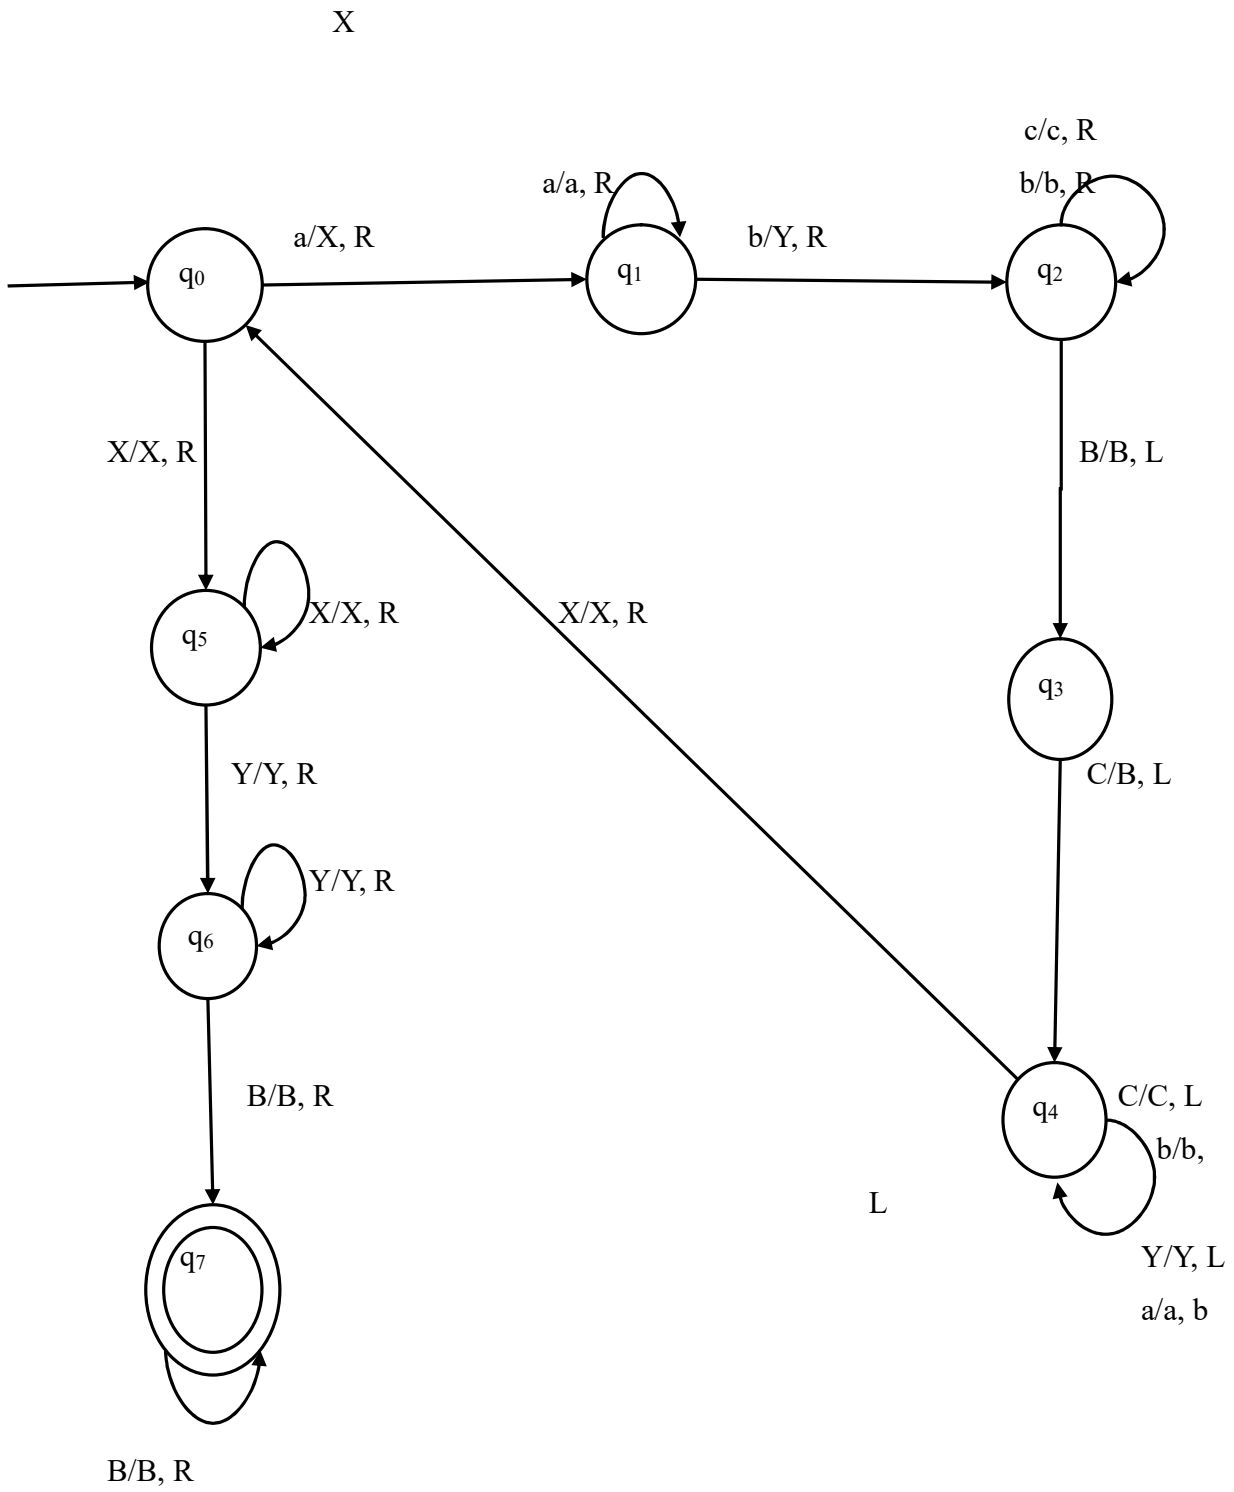 X
c/c, R
a/a, R
b/b, R
a/X, R
b/Y, R
q0
q1
q2
X/X, R
B/B, L
q5
X/X, R
X/X, R
q3
Y/Y, R
C/B, L
Y/Y, R
q6
B/B, R
q4
C/C, L
b/b,
L
q7
Y/Y, L
a/a, b
B/B, R